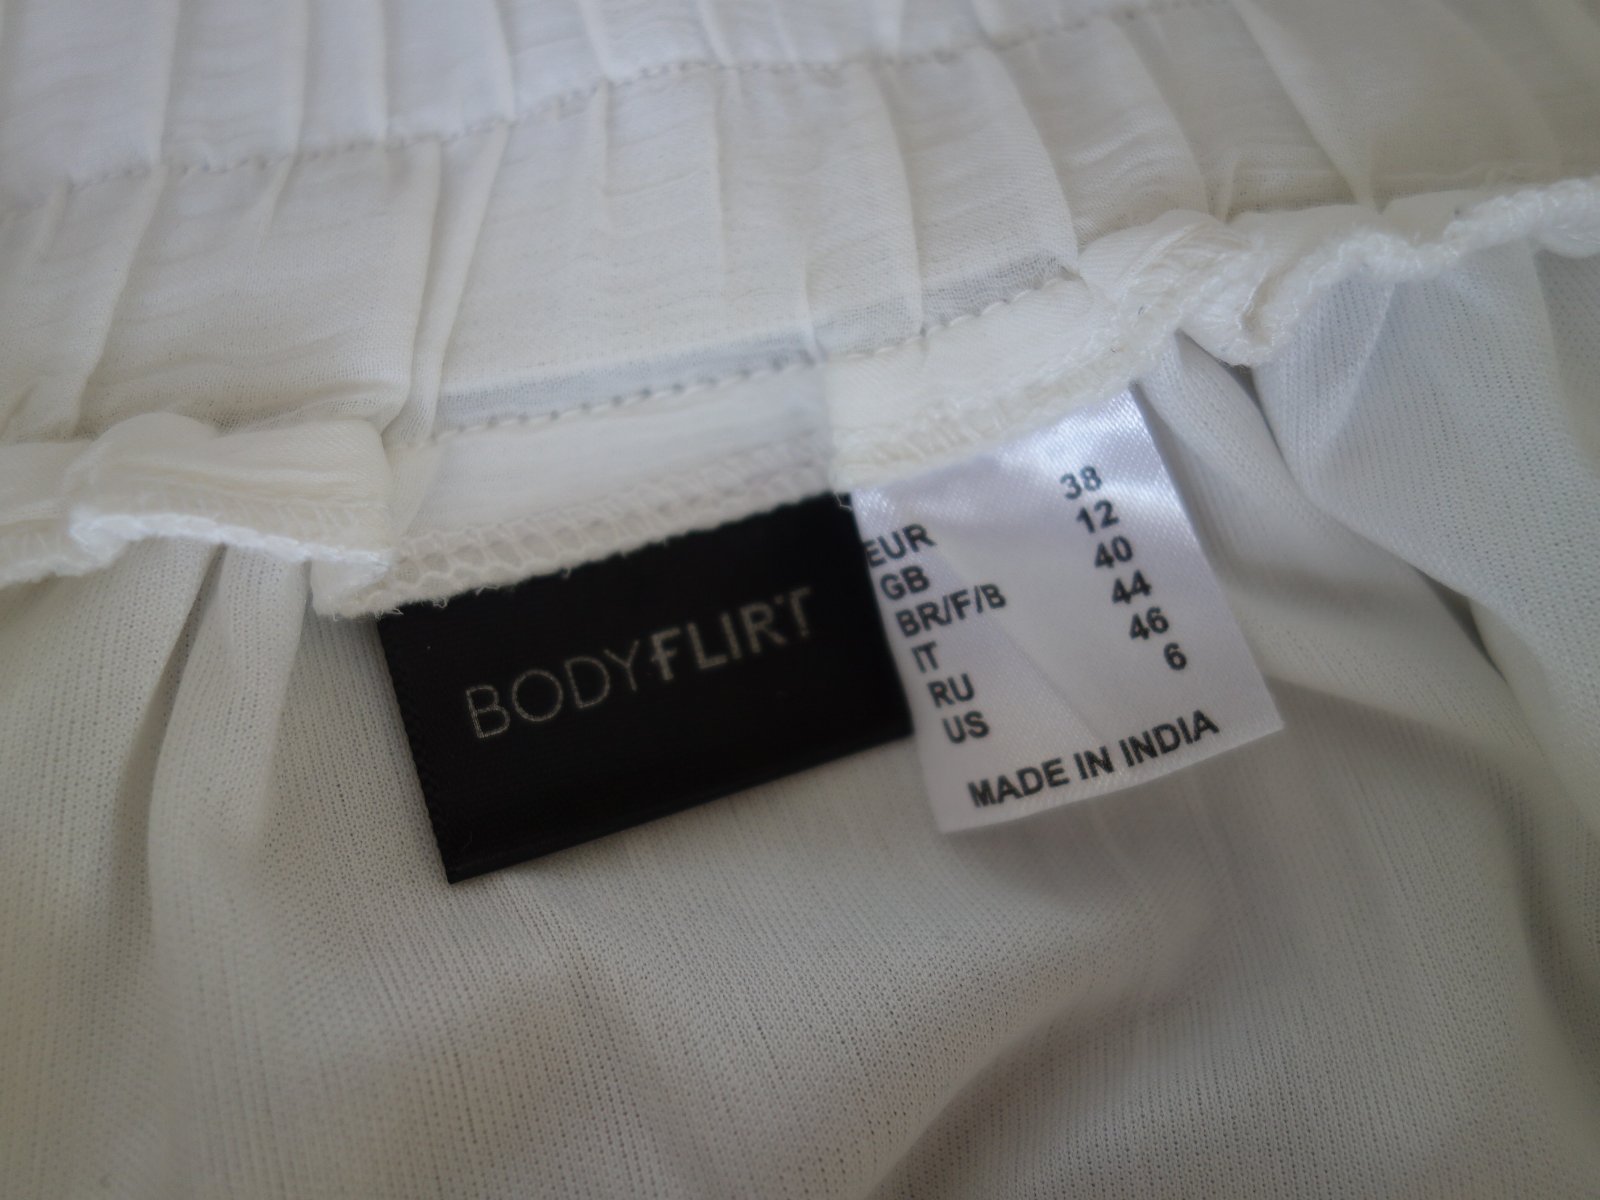 BODYFLIRT
EUR 38
GB 12
BR/F/B 40
IT 44
RU 46
US 6
MADE IN INDIA